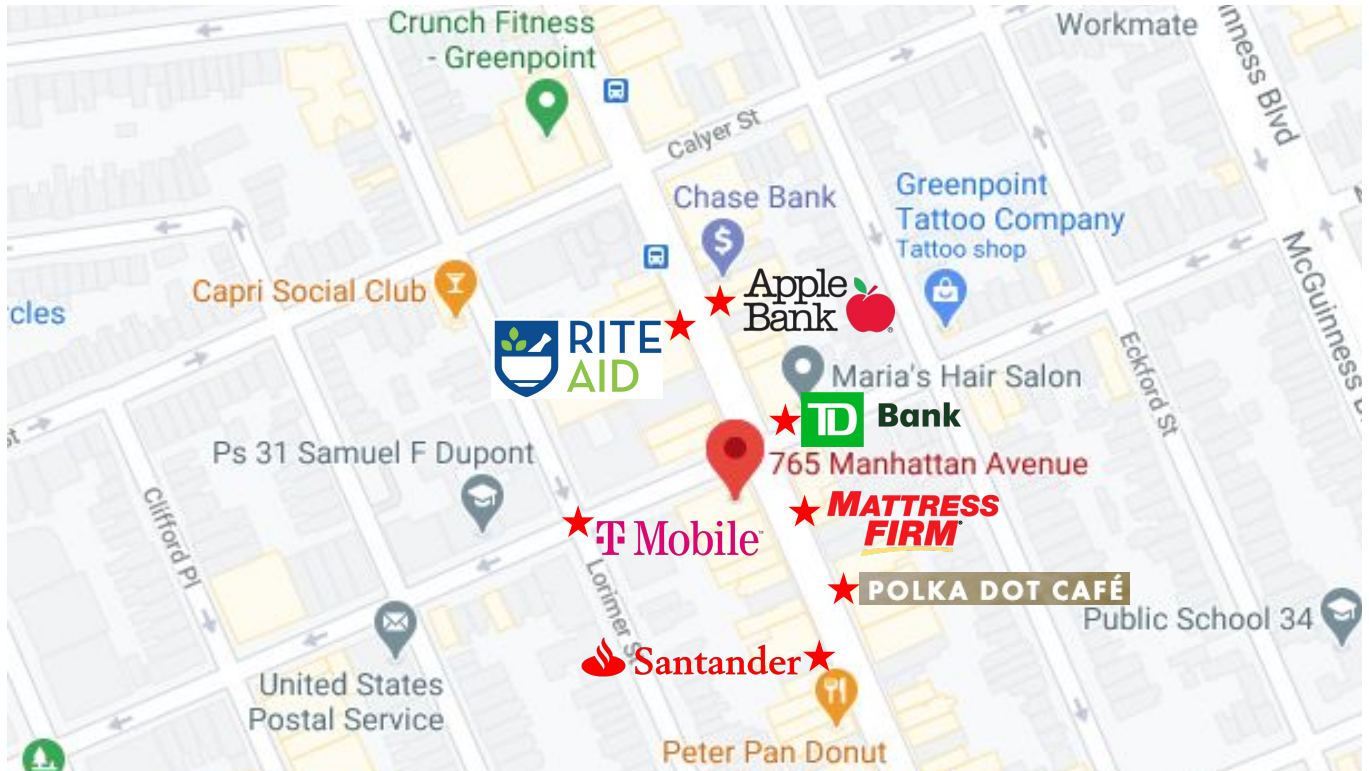 Crunch Fitness
- Greenpoint
Workmate
nness Blvd
Calyer St
Chase Bank
Greenpoint
Tattoo Company
Tattoo shop
McGuinness B
Capri Social Club
cles
Apple
Bank
RITE
AID
Maria's Hair Salon
Eckford St
TD Bank
Ps 31 Samuel F Dupont
765 Manhattan Avenue
MATTRESS
FIRM
Clifford Pl
T Mobile
Lorimer St
POLKA DOT CAFÉ
Public School 34
Santander
United States
Postal Service
Peter Pan Donut